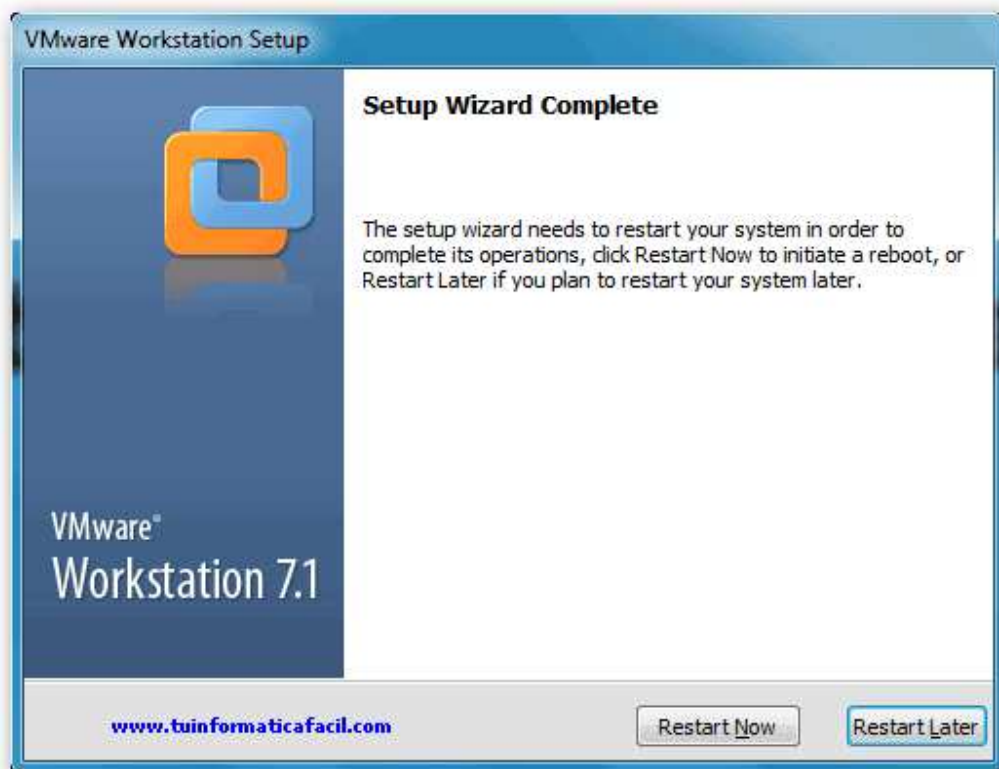 VMware Workstation Setup
Setup Wizard Complete
The setup wizard needs to restart your system in order to
complete its operations, click Restart Now to initiate a reboot, or
Restart Later if you plan to restart your system later.
VMware®
Workstation 7.1
www.tuinformaticafacil.com
Restart Now
Restart Later